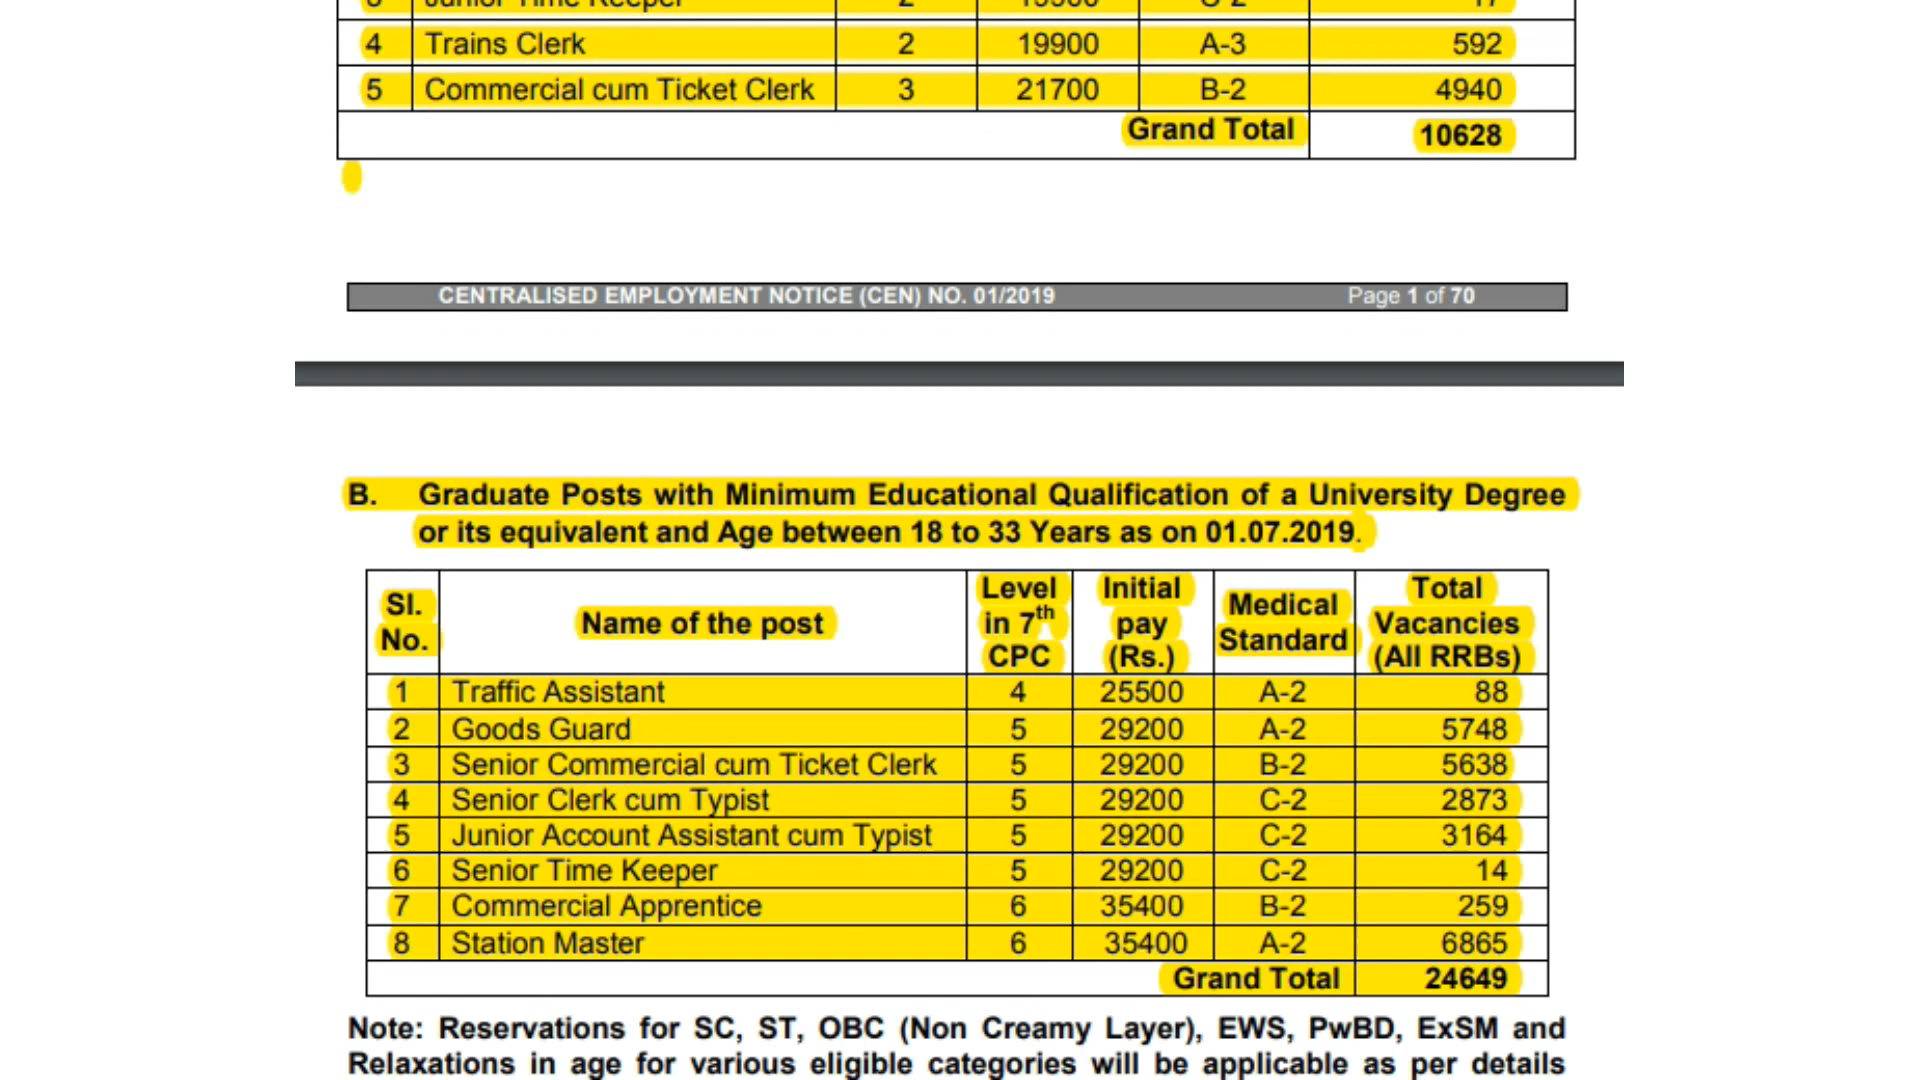 3 Junior Time Keeper 2 19900 C-2 17
4 Trains Clerk 2 19900 A-3 592
5 Commercial cum Ticket Clerk 3 21700 B-2 4940
Grand Total 10628
CENTRALISED EMPLOYMENT NOTICE (CEN) NO. 01/2019 Page 1 of 70
B. Graduate Posts with Minimum Educational Qualification of a University Degree
or its equivalent and Age between 18 to 33 Years as on 01.07.2019.
Sl. No. Name of the post Level in 7th CPC Initial pay (Rs.) Medical Standard Total Vacancies (All RRBs)
1 Traffic Assistant 4 25500 A-2 88
2 Goods Guard 5 29200 A-2 5748
3 Senior Commercial cum Ticket Clerk 5 29200 B-2 5638
4 Senior Clerk cum Typist 5 29200 C-2 2873
5 Junior Account Assistant cum Typist 5 29200 C-2 3164
6 Senior Time Keeper 5 29200 C-2 14
7 Commercial Apprentice 6 35400 B-2 259
8 Station Master 6 35400 A-2 6865
Grand Total 24649
Note: Reservations for SC, ST, OBC (Non Creamy Layer), EWS, PwBD, ExSM and
Relaxations in age for various eligible categories will be applicable as per details